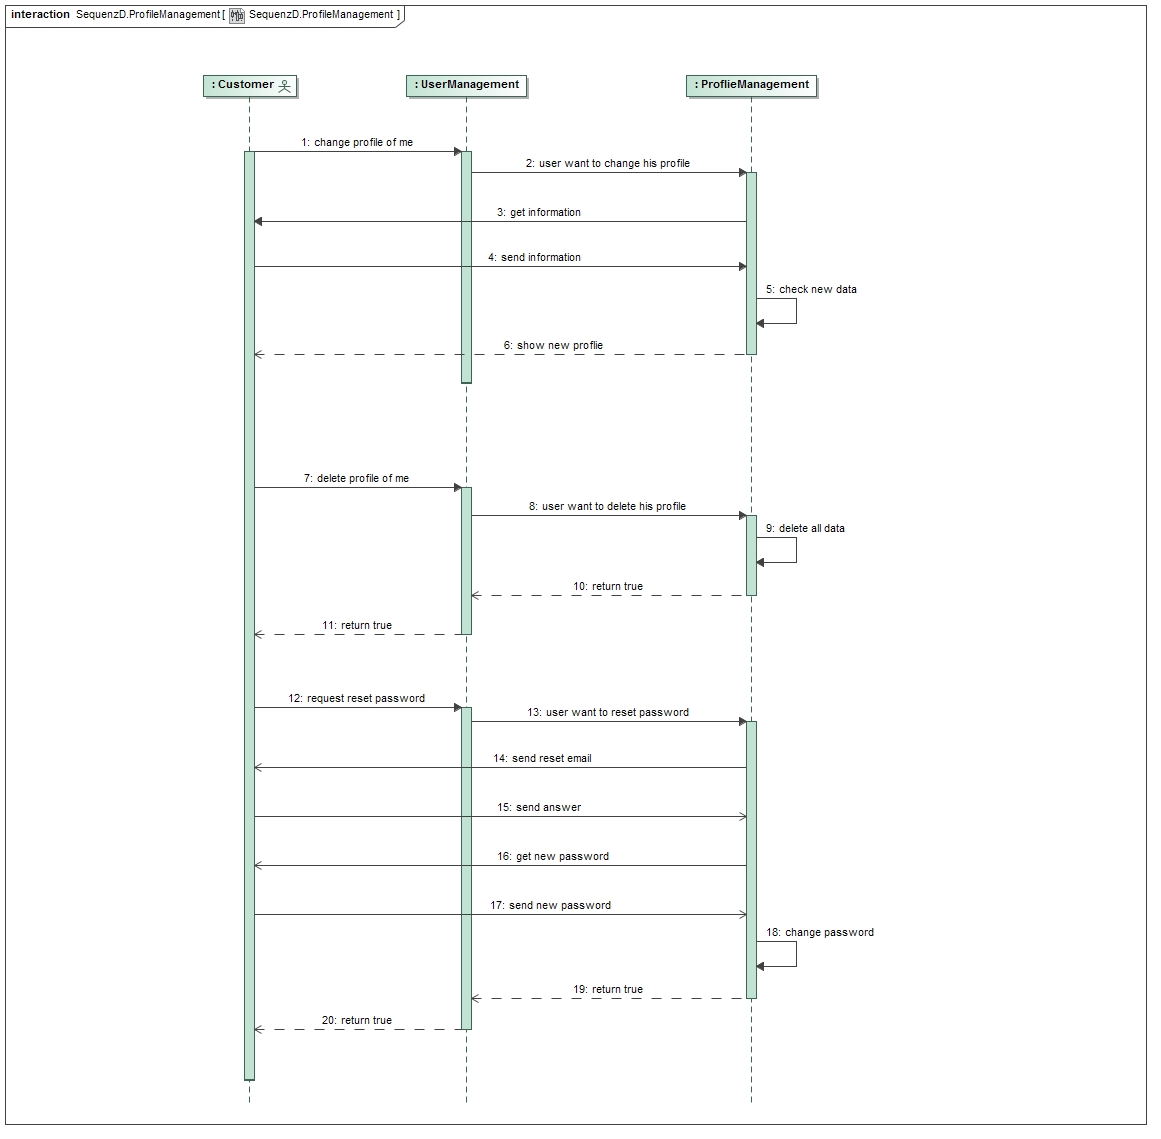 interaction SequenzD.ProfileManagement[ SequenzD.ProfileManagement ]
: Customer
: UserManagement
: ProflieManagement
1: change profile of me
2: user want to change his profile
3: get information
4: send information
5: check new data
6: show new proflie
7: delete profile of me
8: user want to delete his profile
9: delete all data
10: return true
11: return true
12: request reset password
13: user want to reset password
14: send reset email
15: send answer
16: get new password
17: send new password
18: change password
19: return true
20: return true